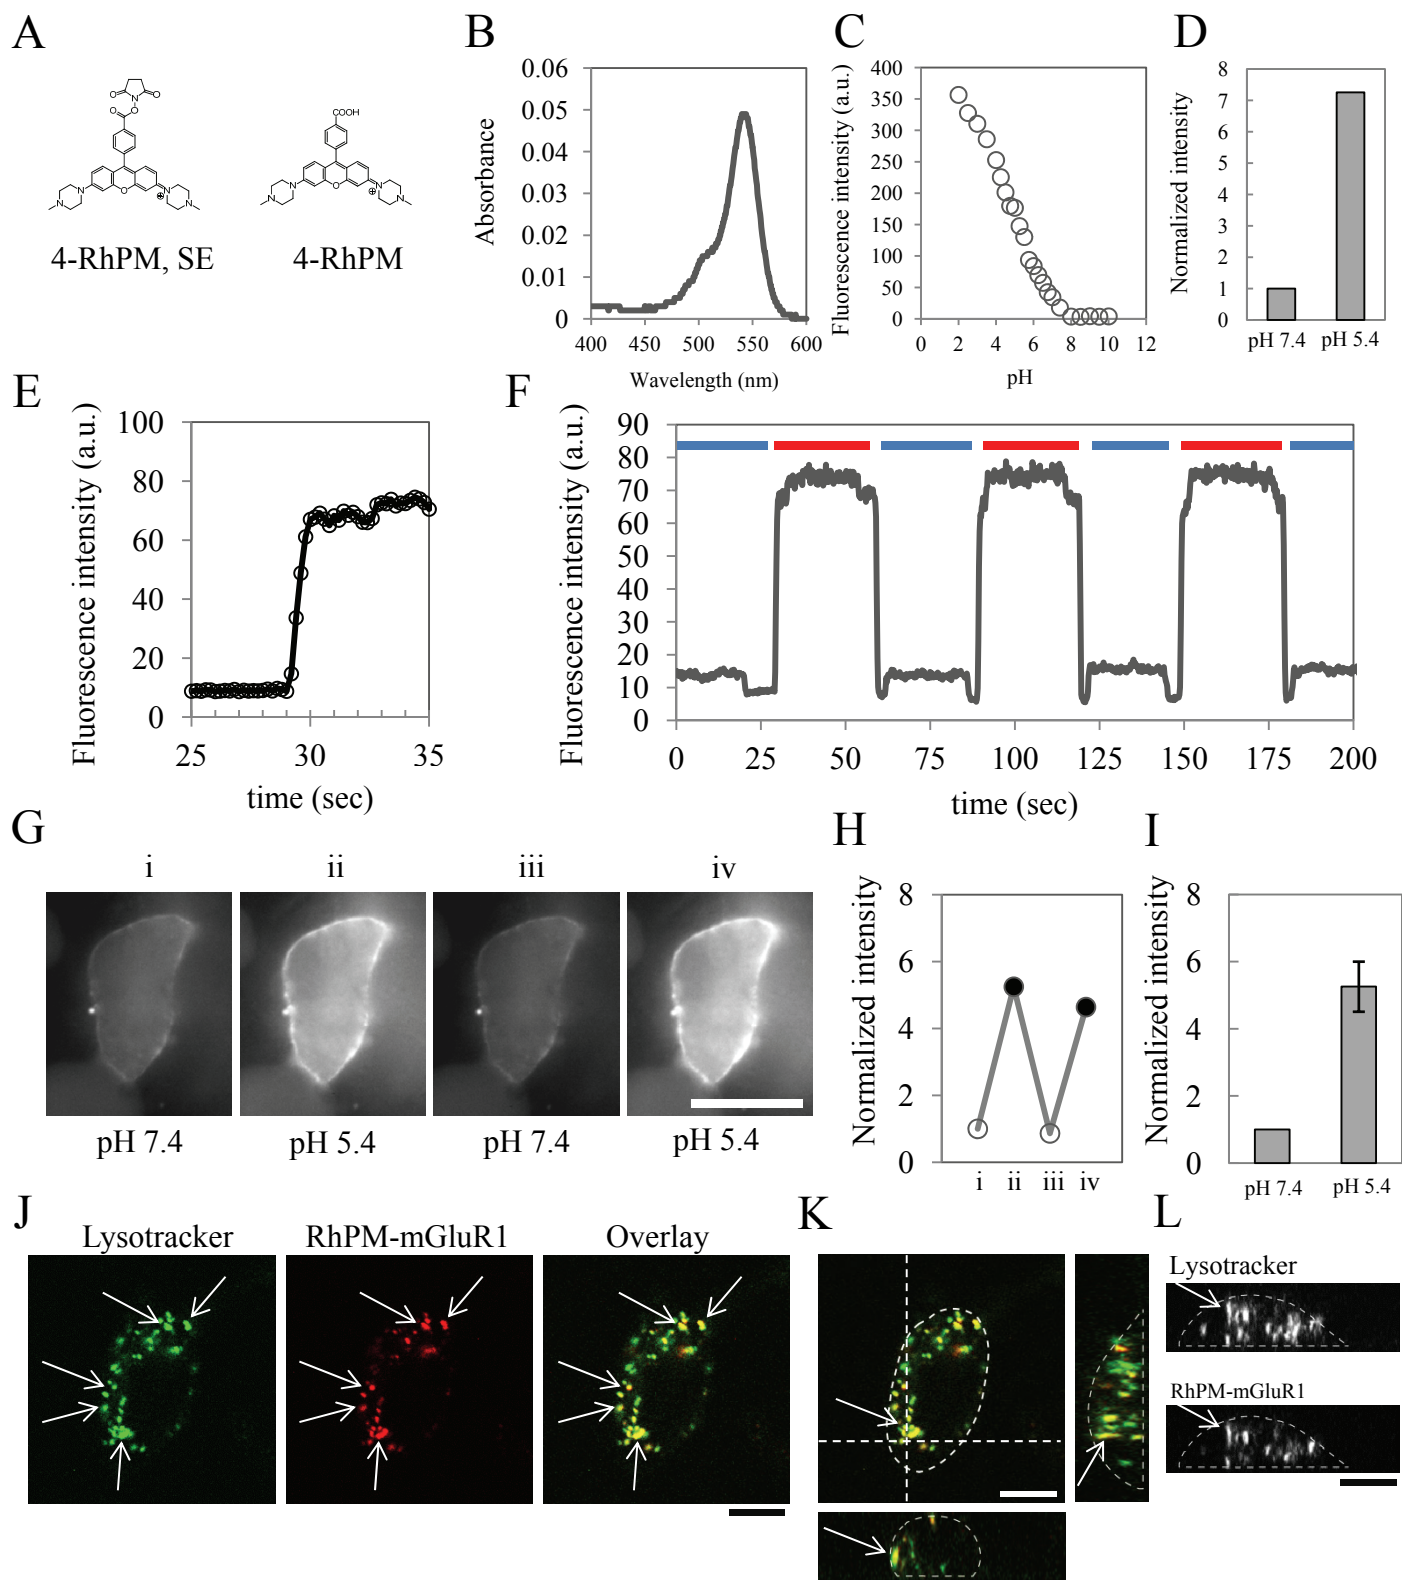 A
O
N
O
O
O
N
N
O
N
N
⊕
4-RhPM, SE
COOH
N
N
O
N
N
⊕
4-RhPM
B
Absorbance
0.06
0.05
0.04
0.03
0.02
0.01
0
400 450 500 550 600
Wavelength (nm)
C
Fluorescence intensity (a.u.)
400
350
300
250
200
150
100
50
0
0 2 4 6 8 10 12
pH
D
Normalized intensity
8
7
6
5
4
3
2
1
0
pH 7.4 pH 5.4
E
Fluorescence intensity (a.u.)
100
80
60
40
20
0
25 30 35
time (sec)
F
Fluorescence intensity (a.u.)
90
80
70
60
50
40
30
20
10
0
0 25 50 75 100 125 150 175 200
time (sec)
G
i ii iii iv
pH 7.4 pH 5.4 pH 7.4 pH 5.4
H
Normalized intensity
8
6
4
2
0
i ii iii iv
I
Normalized intensity
8
6
4
2
0
pH 7.4 pH 5.4
J
Lysotracker RhPM-mGluR1 Overlay
K
L
Lysotracker
RhPM-mGluR1